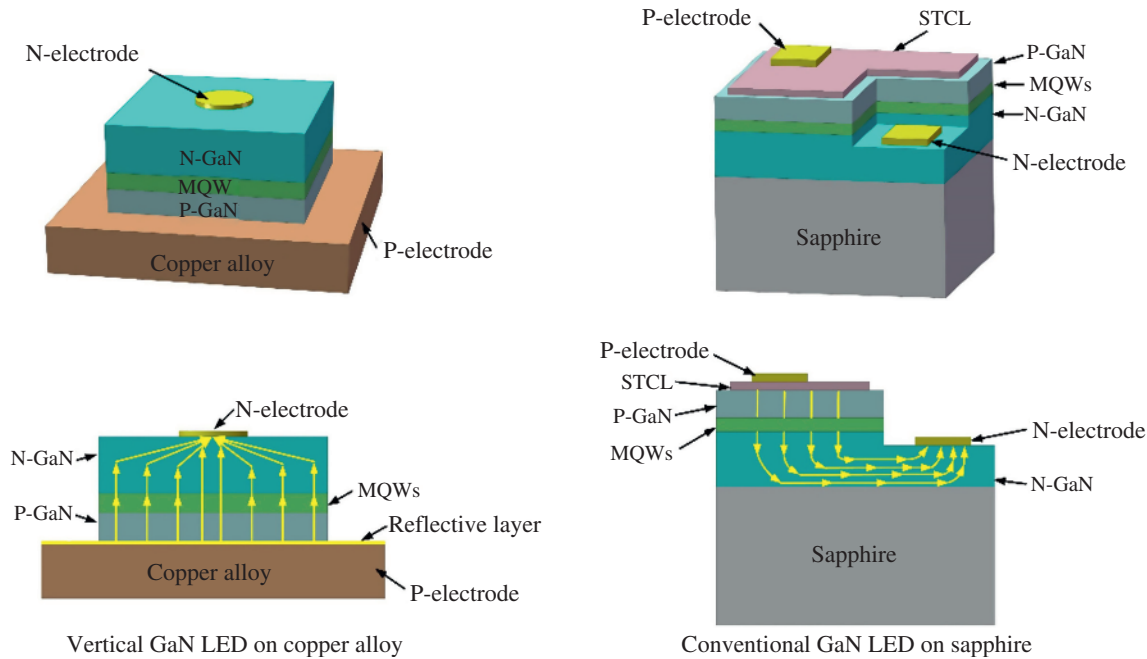 N-electrode
N-GaN
MQW
P-GaN
Copper alloy
P-electrode
P-electrode
STCL
P-GaN
MQWs
N-GaN
N-electrode
Sapphire
N-electrode
N-GaN
MQWs
P-GaN
Reflective layer
Copper alloy
P-electrode
Vertical GaN LED on copper alloy
P-electrode
STCL
P-GaN
MQWs
N-electrode
N-GaN
Sapphire
Conventional GaN LED on sapphire